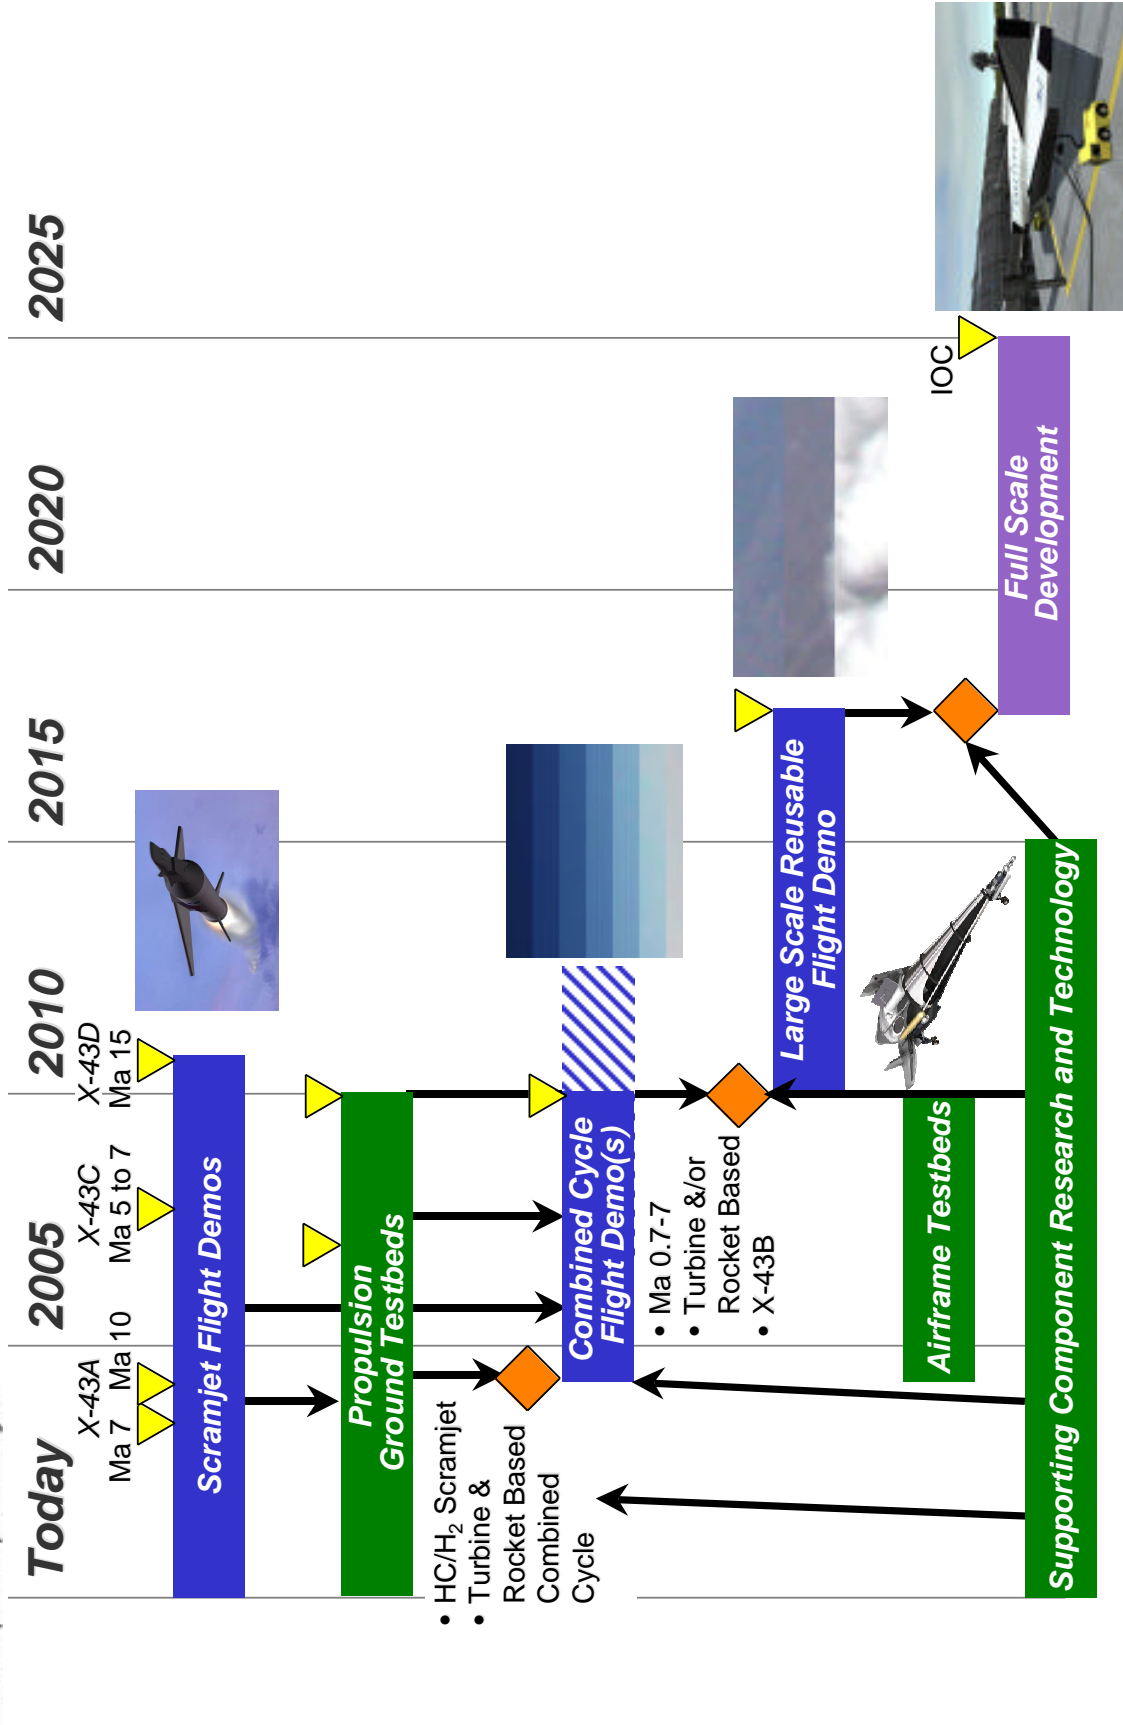 Today 2005 2010 2015 2020 2025
X-43A X-43C X-43D
Ma 7 Ma 10 Ma 5 to 7 Ma 15
Scramjet Flight Demos
Propulsion
Ground Testbeds
• HC/H₂ Scramjet
• Turbine &
Rocket Based
Combined
Cycle
Combined Cycle
Flight Demo(s)
• Ma 0.7-7
• Turbine &/or
Rocket Based
• X-43B
Large Scale Reusable
Flight Demo
Airframe Testbeds
IOC
Full Scale
Development
Supporting Component Research and Technology